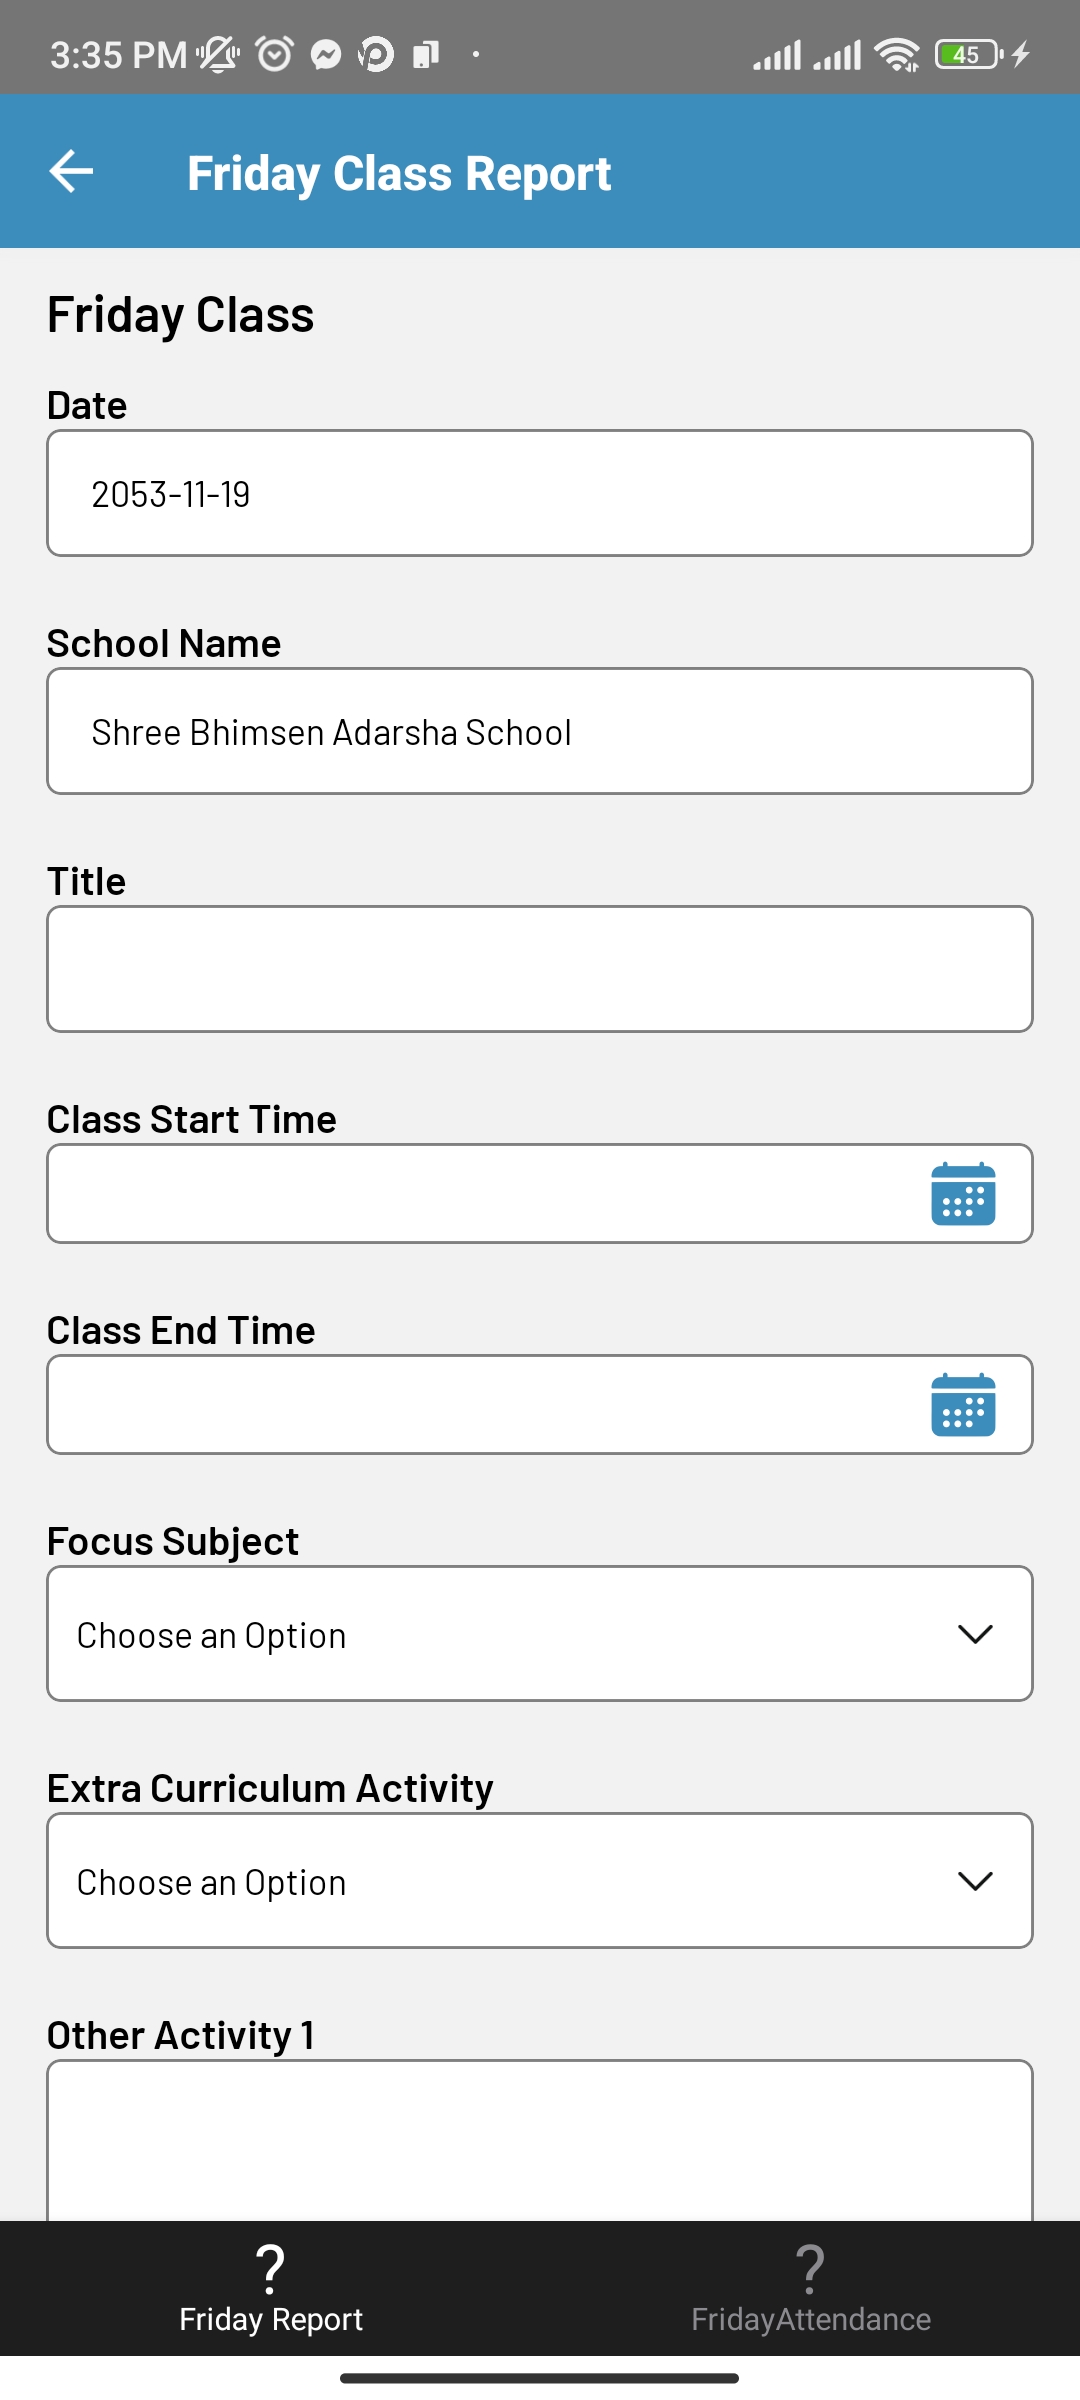 3:35 PM
45
Friday Class Report
Friday Class
Date
2053-11-19
School Name
Shree Bhimsen Adarsha School
Title
Class Start Time
Class End Time
Focus Subject
Choose an Option
Extra Curriculum Activity
Choose an Option
Other Activity 1
? ?
Friday Report FridayAttendance